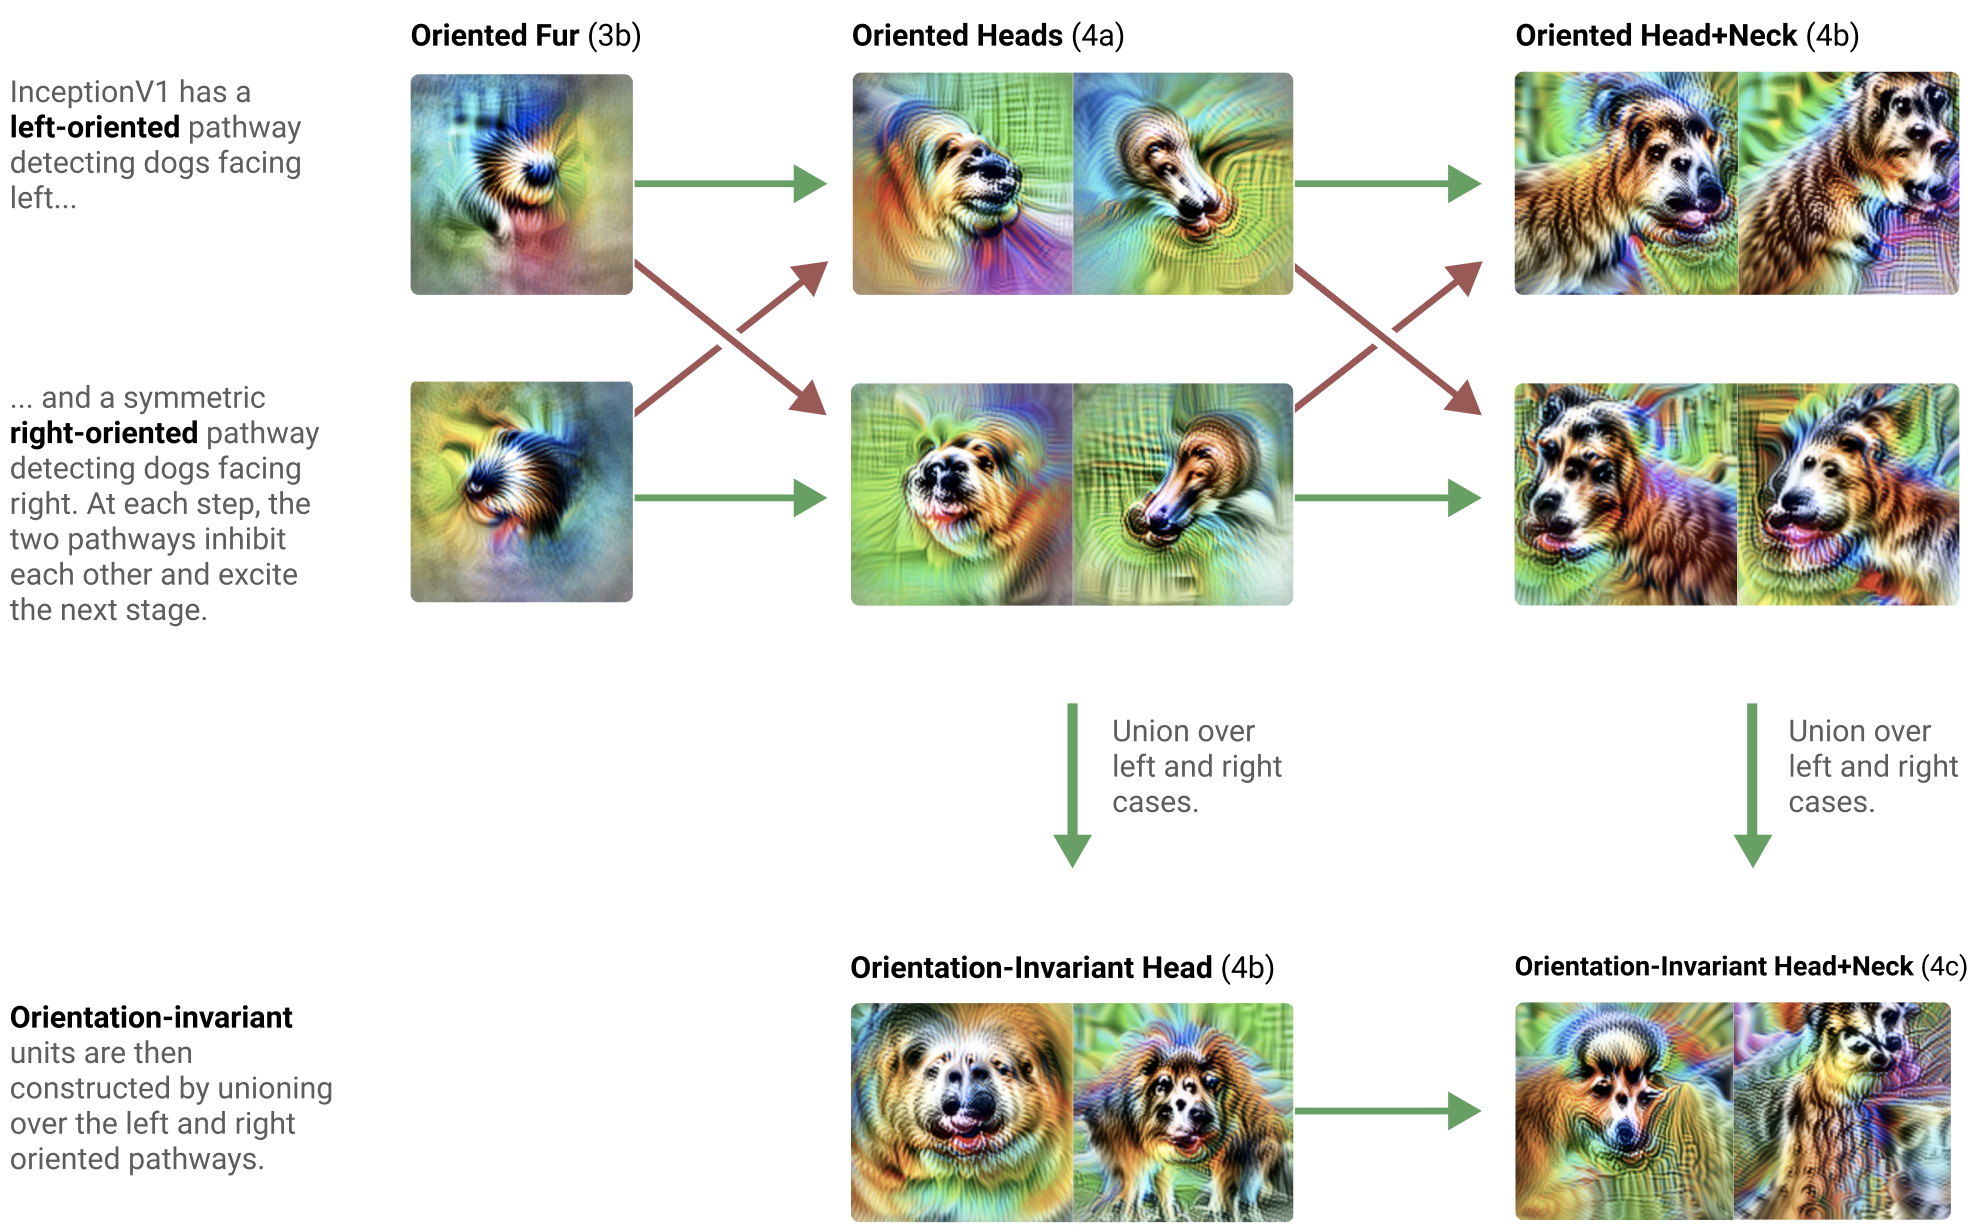 Oriented Fur (3b)
Oriented Heads (4a)
Oriented Head+Neck (4b)
InceptionV1 has a
left-oriented pathway
detecting dogs facing
left...
... and a symmetric
right-oriented pathway
detecting dogs facing
right. At each step, the
two pathways inhibit
each other and excite
the next stage.
Union over
left and right
cases.
Union over
left and right
cases.
Orientation-Invariant Head (4b)
Orientation-Invariant Head+Neck (4c)
Orientation-invariant
units are then
constructed by unioning
over the left and right
oriented pathways.